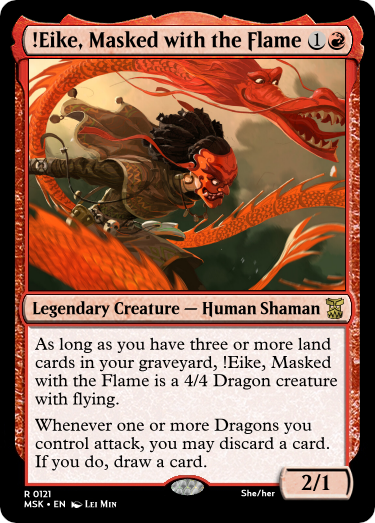 !Eike, Masked with the Flame 1
Legendary Creature — Human Shaman
As long as you have three or more land
cards in your graveyard, !Eike, Masked
with the Flame is a 4/4 Dragon creature
with flying.
Whenever one or more Dragons you
control attack, you may discard a card.
If you do, draw a card.
2/1
R 0121
She/her
MSK • EN Lei Min